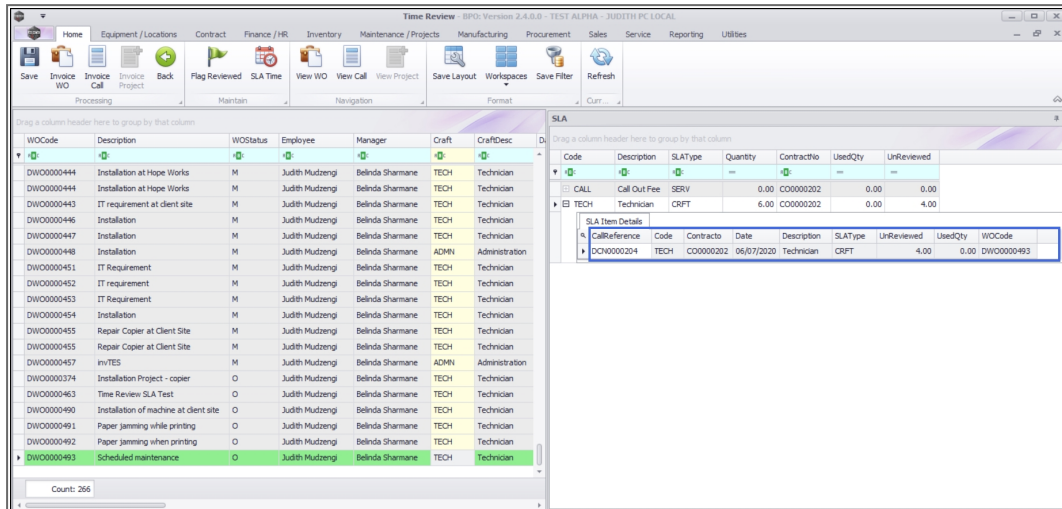 Time Review - BPO: Version 2.4.0.0 - TEST ALPHA - JUDITH PC LOCAL
Home Equipment / Locations Contract Finance / HR Inventory Maintenance / Projects Manufacturing Procurement Sales Service Reporting Utilities
Save Invoice WO Invoice Call Invoice Project Back Flag Reviewed SLA Time View WO View Call View Project Save Layout Workspaces Save Filter Refresh
Processing Maintain Navigation Format Curr...
Drag a column header here to group by that column
WOCode Description WOStatus Employee Manager Craft CraftDesc Da
DWO0000444 Installation at Hope Works M Judith Mudzengi Belinda Sharmane TECH Technician
DWO0000444 Installation at Hope Works M Judith Mudzengi Belinda Sharmane TECH Technician
DWO0000443 IT requirement at client site M Judith Mudzengi Belinda Sharmane TECH Technician
DWO0000446 Installation M Judith Mudzengi Belinda Sharmane TECH Technician
DWO0000447 Installation M Judith Mudzengi Belinda Sharmane TECH Technician
DWO0000448 Installation M Judith Mudzengi Belinda Sharmane ADMN Administration
DWO0000451 IT Requirement M Judith Mudzengi Belinda Sharmane TECH Technician
DWO0000452 IT requirement M Judith Mudzengi Belinda Sharmane TECH Technician
DWO0000453 IT Requirement M Judith Mudzengi Belinda Sharmane TECH Technician
DWO0000454 Installation M Judith Mudzengi Belinda Sharmane TECH Technician
DWO0000455 Repair Copier at Client Site M Judith Mudzengi Belinda Sharmane TECH Technician
DWO0000455 Repair Copier at Client Site M Judith Mudzengi Belinda Sharmane TECH Technician
DWO0000457 invTES M Judith Mudzengi Belinda Sharmane ADMN Administration
DWO0000374 Installation Project - copier O Judith Mudzengi Belinda Sharmane TECH Technician
DWO0000463 Time Review SLA Test O Judith Mudzengi Belinda Sharmane TECH Technician
DWO0000490 Installation of machine at client site O Judith Mudzengi Belinda Sharmane TECH Technician
DWO0000491 Paper jamming while printing O Judith Mudzengi Belinda Sharmane TECH Technician
DWO0000492 Paper jamming when printing O Judith Mudzengi Belinda Sharmane TECH Technician
DWO0000493 Scheduled maintenance O Judith Mudzengi Belinda Sharmane TECH Technician
Count: 266
SLA
Drag a column header here to group by that column
Code Description SLAType Quantity ContractNo UsedQty UnReviewed
= = =
CALL Call Out Fee SERV 0.00 CO0000202 0.00 0.00
TECH Technician CRFT 6.00 CO0000202 0.00 4.00
SLA Item Details
CallReference Code Contracto Date Description SLAType UnReviewed UsedQty WOCode
DCN0000204 TECH CO0000202 06/07/2020 Technician CRFT 4.00 0.00 DWO0000493